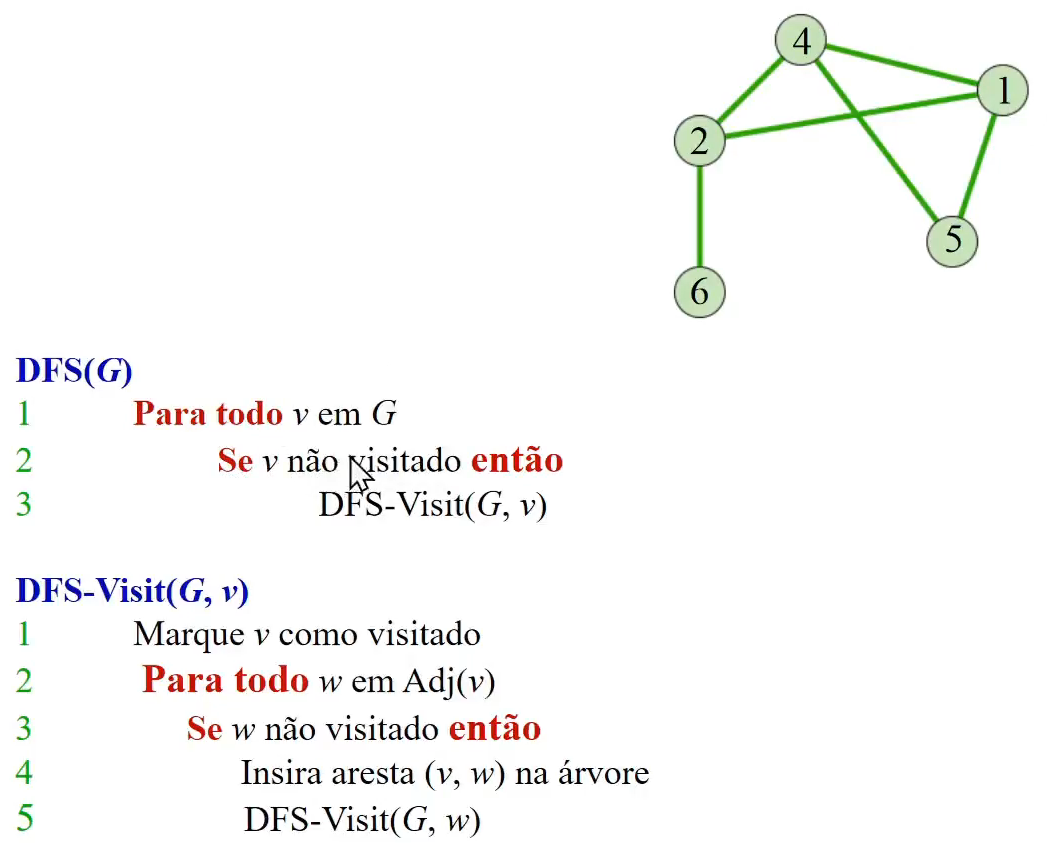 4
1
2
5
6
DFS(G)
1 Para todo v em G
2 Se v não visitado então
3 DFS-Visit(G, v)
DFS-Visit(G, v)
1 Marque v como visitado
2 Para todo w em Adj(v)
3 Se w não visitado então
4 Insira aresta (v, w) na árvore
5 DFS-Visit(G, w)